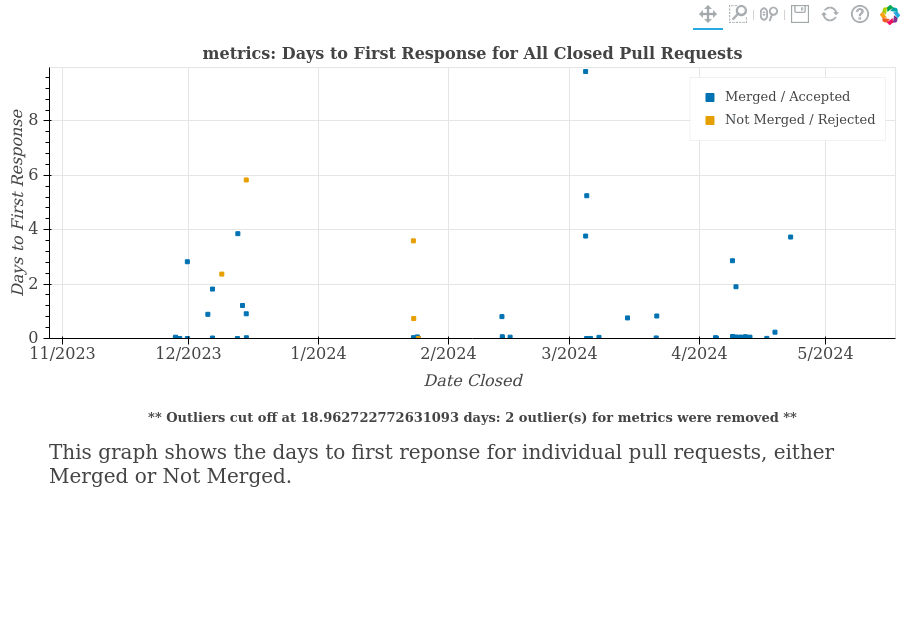 metrics: Days to First Response for All Closed Pull Requests
Merged / Accepted
Not Merged / Rejected
Days to First Response
8
6
4
2
0
11/2023 12/2023 1/2024 2/2024 3/2024 4/2024 5/2024
Date Closed
** Outliers cut off at 18.962722772631093 days: 2 outlier(s) for metrics were removed **
This graph shows the days to first reponse for individual pull requests, either
Merged or Not Merged.